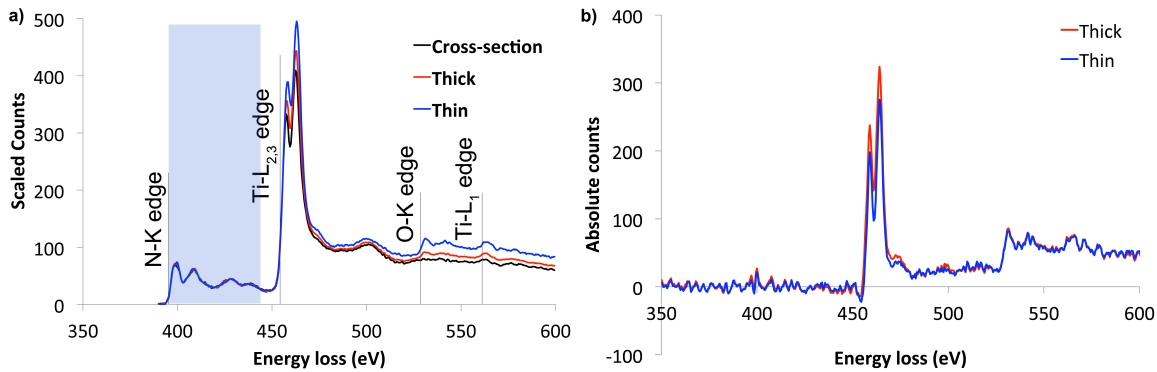 a)
500
400
300
200
100
0
350
400
450
500
550
600
Scaled Counts
Energy loss (eV)
N-K edge
Ti-L2,3 edge
O-K edge
Ti-L1 edge
Cross-section
Thick
Thin
b)
400
300
200
100
0
-100
350
400
450
500
550
600
Absolute counts
Energy loss (eV)
Thick
Thin